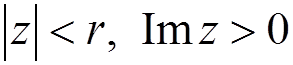 |z| < r, Im z > 0